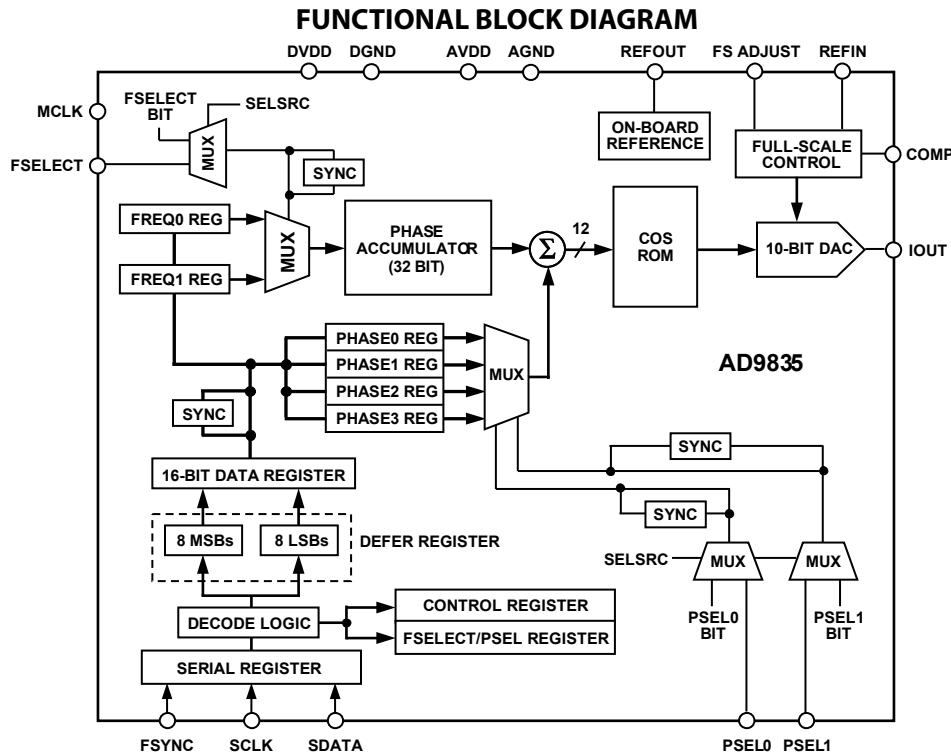 FUNCTIONAL BLOCK DIAGRAM
DVDD
DGND
AVDD
AGND
REFOUT
FS ADJUST
REFIN
MCLK
FSELECT
BIT
SELSRC
MUX
FSELECT
SYNC
ON-BOARD
REFERENCE
FULL-SCALE
CONTROL
COMP
FREQ0 REG
FREQ1 REG
MUX
PHASE
ACCUMULATOR
(32 BIT)
Σ
12
COS
ROM
10-BIT DAC
IOUT
PHASE0 REG
PHASE1 REG
PHASE2 REG
PHASE3 REG
MUX
AD9835
SYNC
SYNC
16-BIT DATA REGISTER
SYNC
8 MSBs
8 LSBs
DEFER REGISTER
SELSRC
MUX
MUX
DECODE LOGIC
CONTROL REGISTER
FSELECT/PSEL REGISTER
PSEL0
BIT
PSEL1
BIT
SERIAL REGISTER
FSYNC
SCLK
SDATA
PSEL0
PSEL1